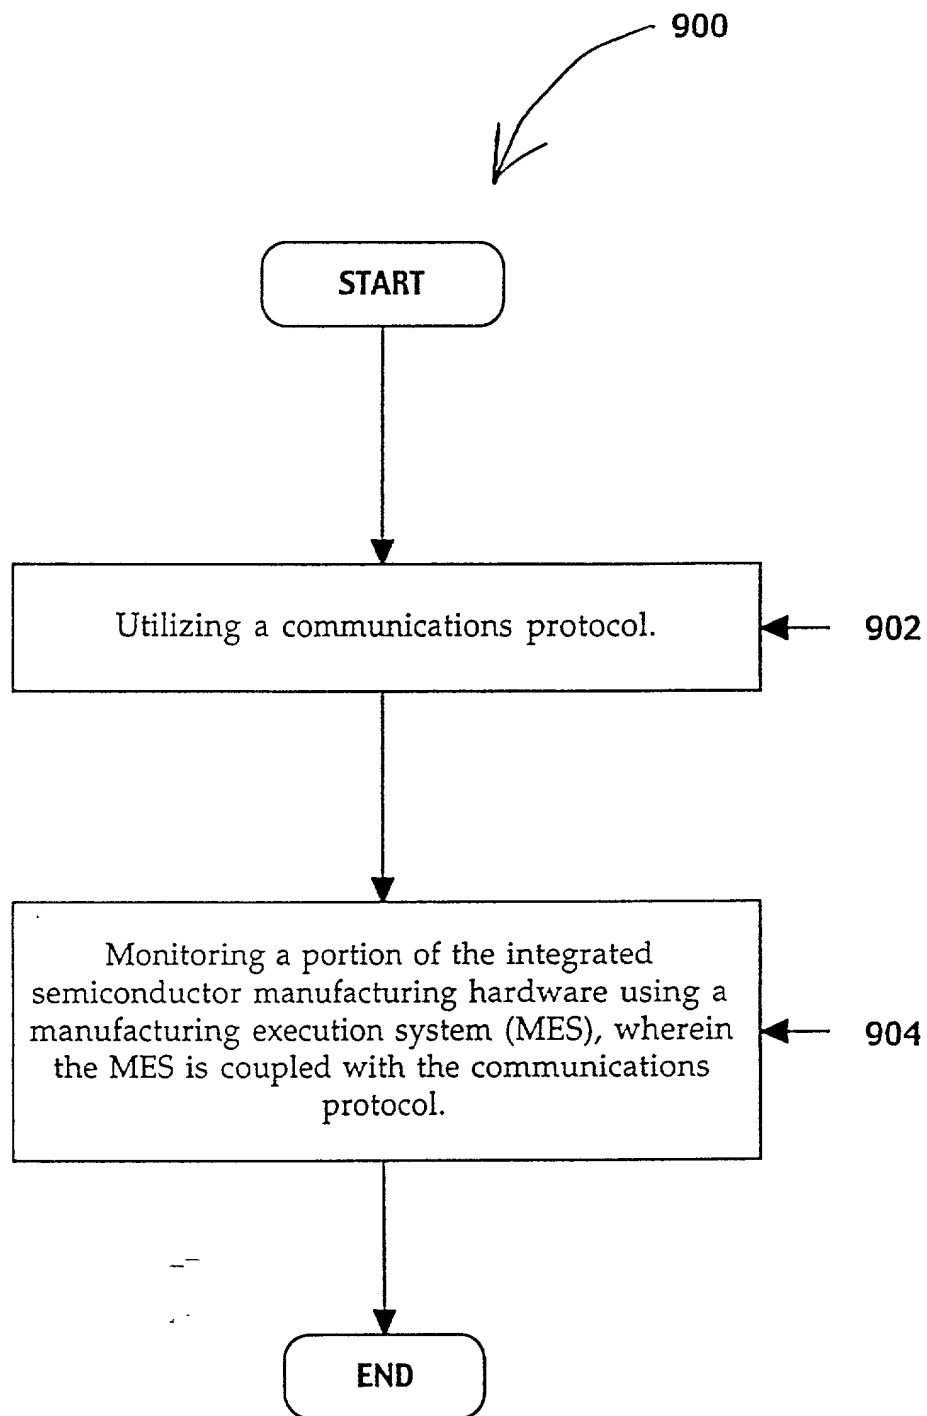 900
START
Utilizing a communications protocol.
902
Monitoring a portion of the integrated
semiconductor manufacturing hardware using a
manufacturing execution system (MES), wherein
the MES is coupled with the communications
protocol.
904
END